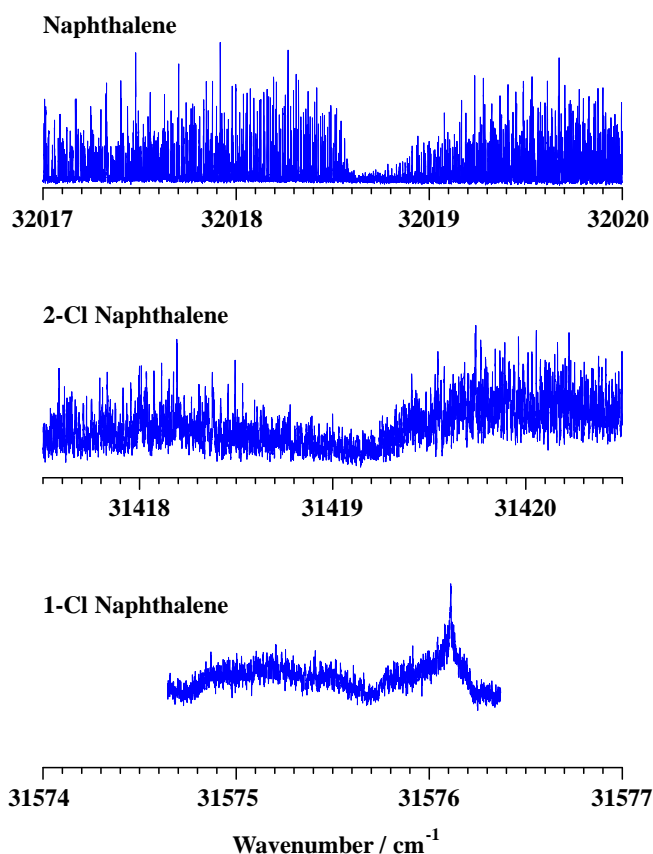 Naphthalene
32017 32018 32019 32020
2-Cl Naphthalene
31418 31419 31420
1-Cl Naphthalene
31574 31575 31576 31577
Wavenumber / cm⁻¹